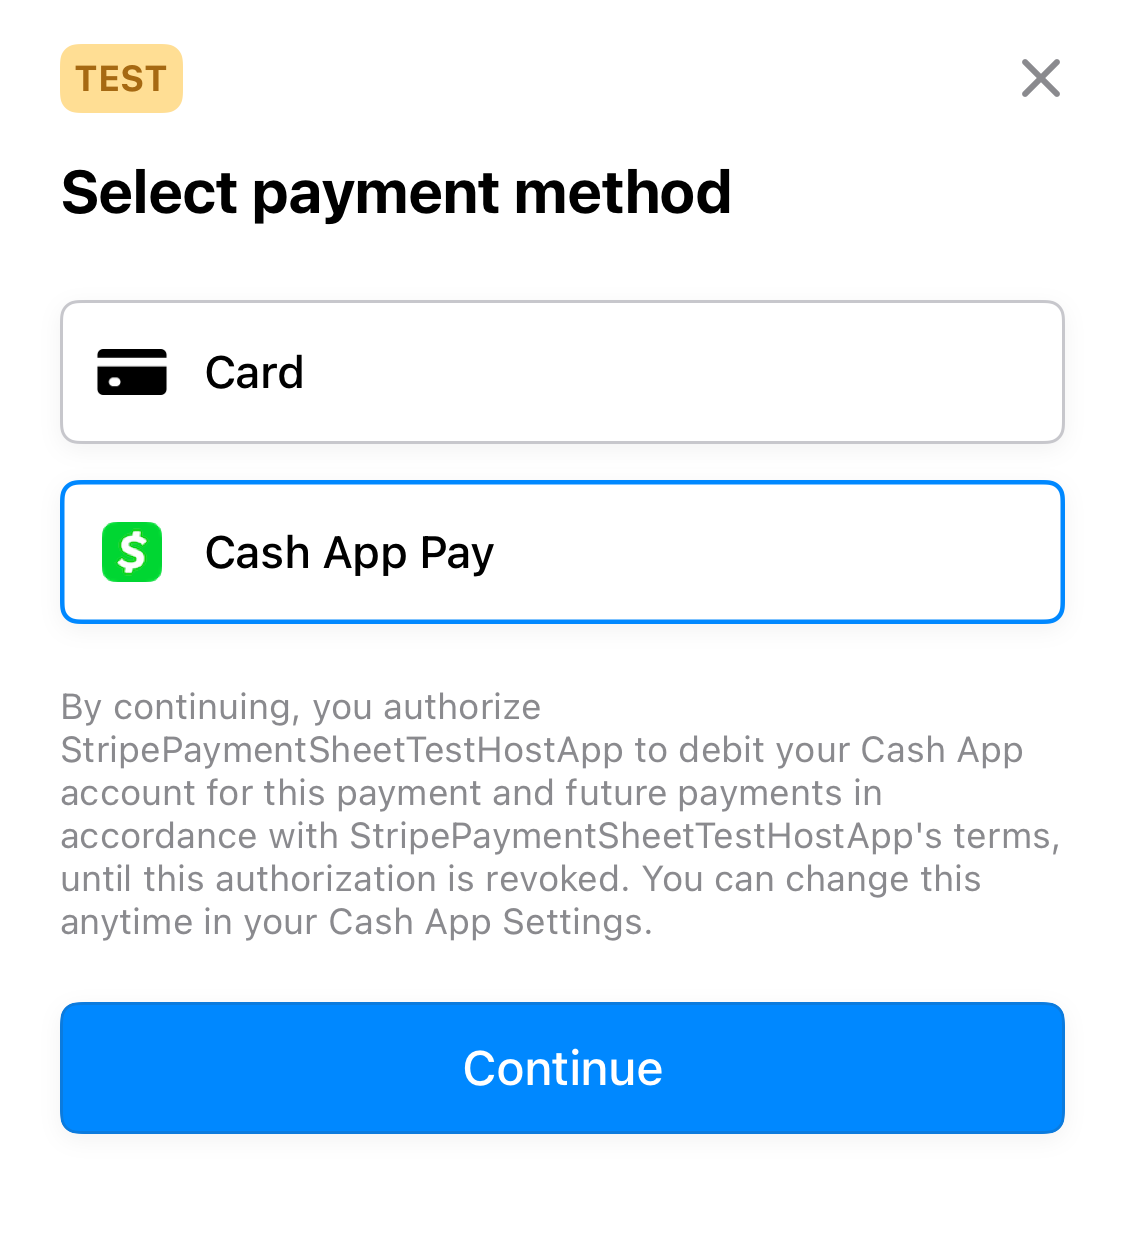 TEST
Select payment method
Card
$
Cash App Pay
By continuing, you authorize
StripePaymentSheetTestHostApp to debit your Cash App
account for this payment and future payments in
accordance with StripePaymentSheetTestHostApp's terms,
until this authorization is revoked. You can change this
anytime in your Cash App Settings.
Continue